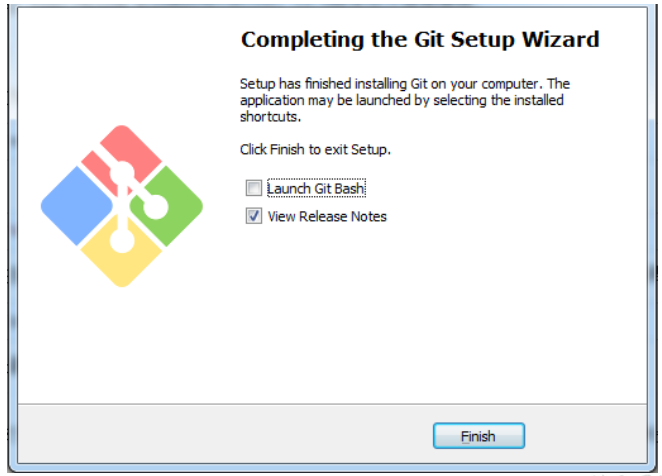 Completing the Git Setup Wizard
Setup has finished installing Git on your computer. The
application may be launched by selecting the installed
shortcuts.
Click Finish to exit Setup.
Launch Git Bash
View Release Notes
Finish